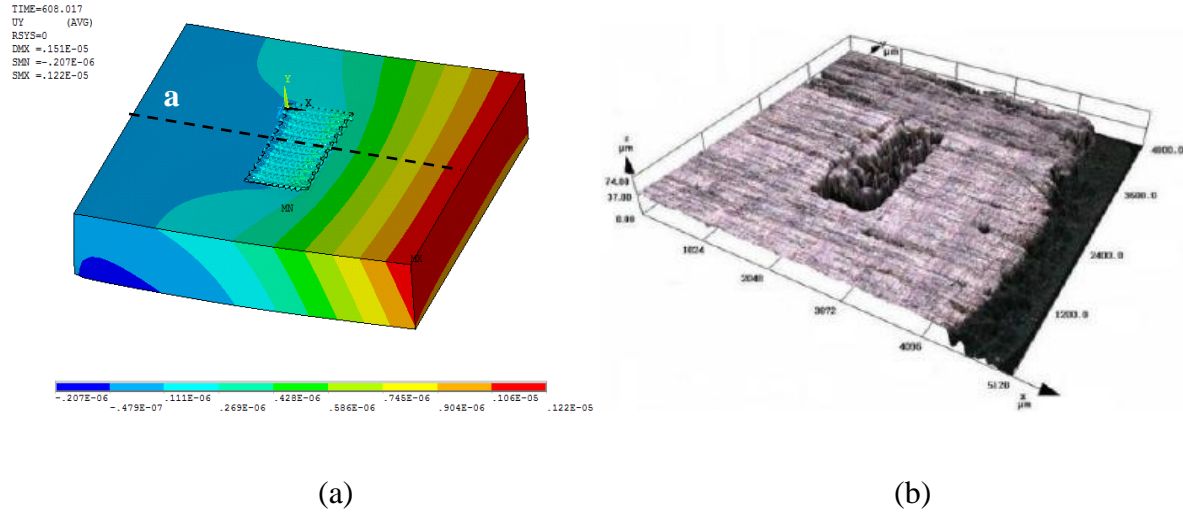 TIME=608.017
UY (AVG)
RSYS=0
DMX =.151E-05
SMN =-.207E-06
SMX =.122E-05
a
Y
X
MN
MX
-.207E-06 .111E-06 .428E-06 .745E-06 .106E-05
-.479E-07 .269E-06 .586E-06 .904E-06 .122E-05
µm
z
µm
74.00
37.00
0.00
1024
2048
3072
4096
5120
x
µm
1200.0
2400.0
3600.0
4800.0
(a) (b)